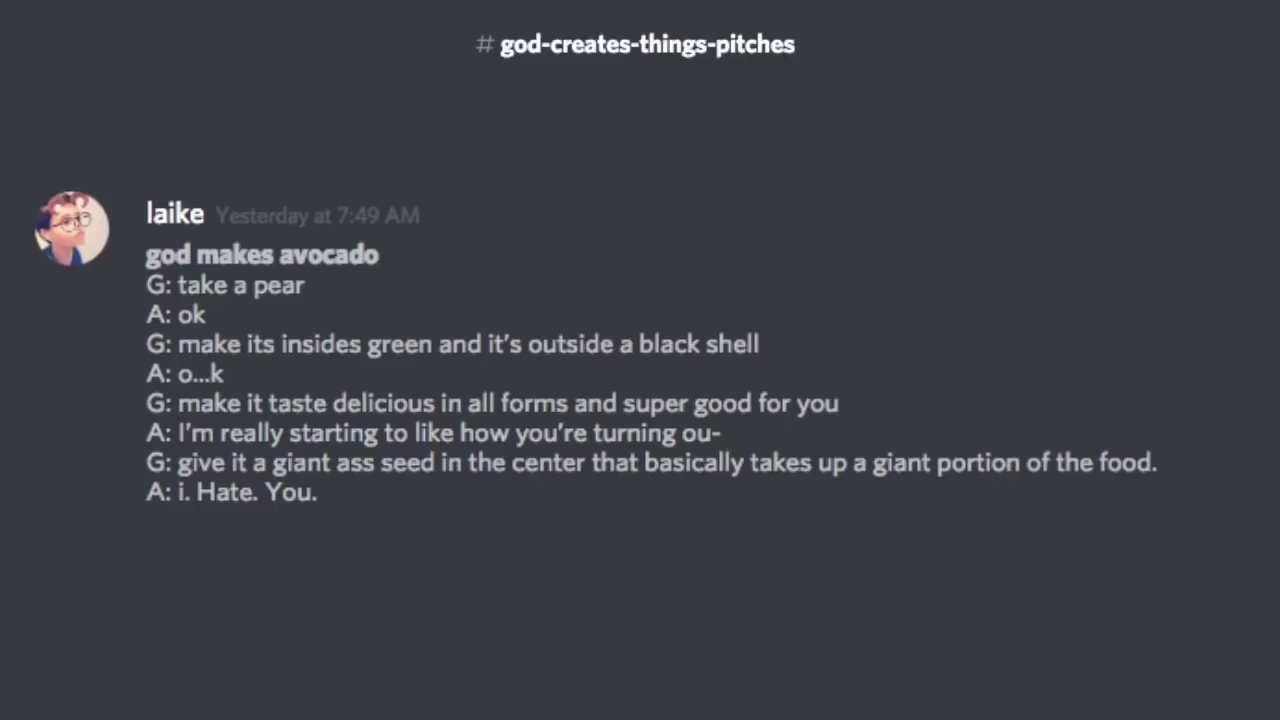 # god-creates-things-pitches
laike Yesterday at 7:49 AM
god makes avocado
G: take a pear
A: ok
G: make its insides green and it's outside a black shell
A: o...k
G: make it taste delicious in all forms and super good for you
A: I'm really starting to like how you're turning ou-
G: give it a giant ass seed in the center that basically takes up a giant portion of the food.
A: i. Hate. You.